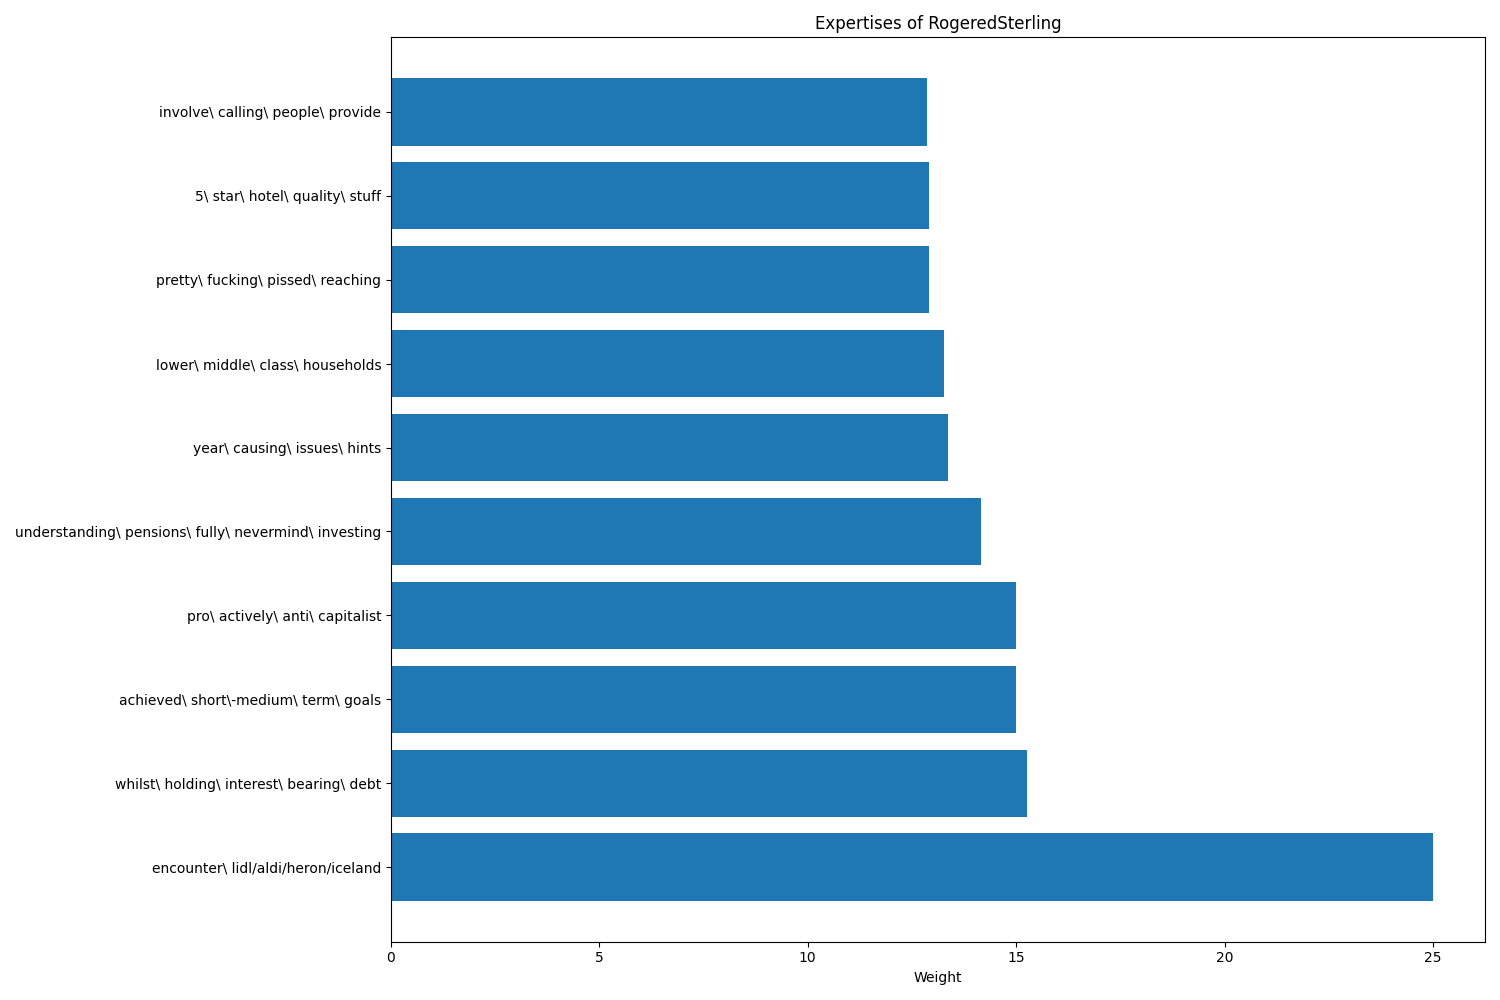 Expertises of RogeredSterling
involve\ calling\ people\ provide
5\ star\ hotel\ quality\ stuff
pretty\ fucking\ pissed\ reaching
lower\ middle\ class\ households
year\ causing\ issues\ hints
understanding\ pensions\ fully\ nevermind\ investing
pro\ actively\ anti\ capitalist
achieved\ short\-medium\ term\ goals
whilst\ holding\ interest\ bearing\ debt
encounter\ lidl/aldi/heron/iceland
0 5 10 15 20 25
Weight